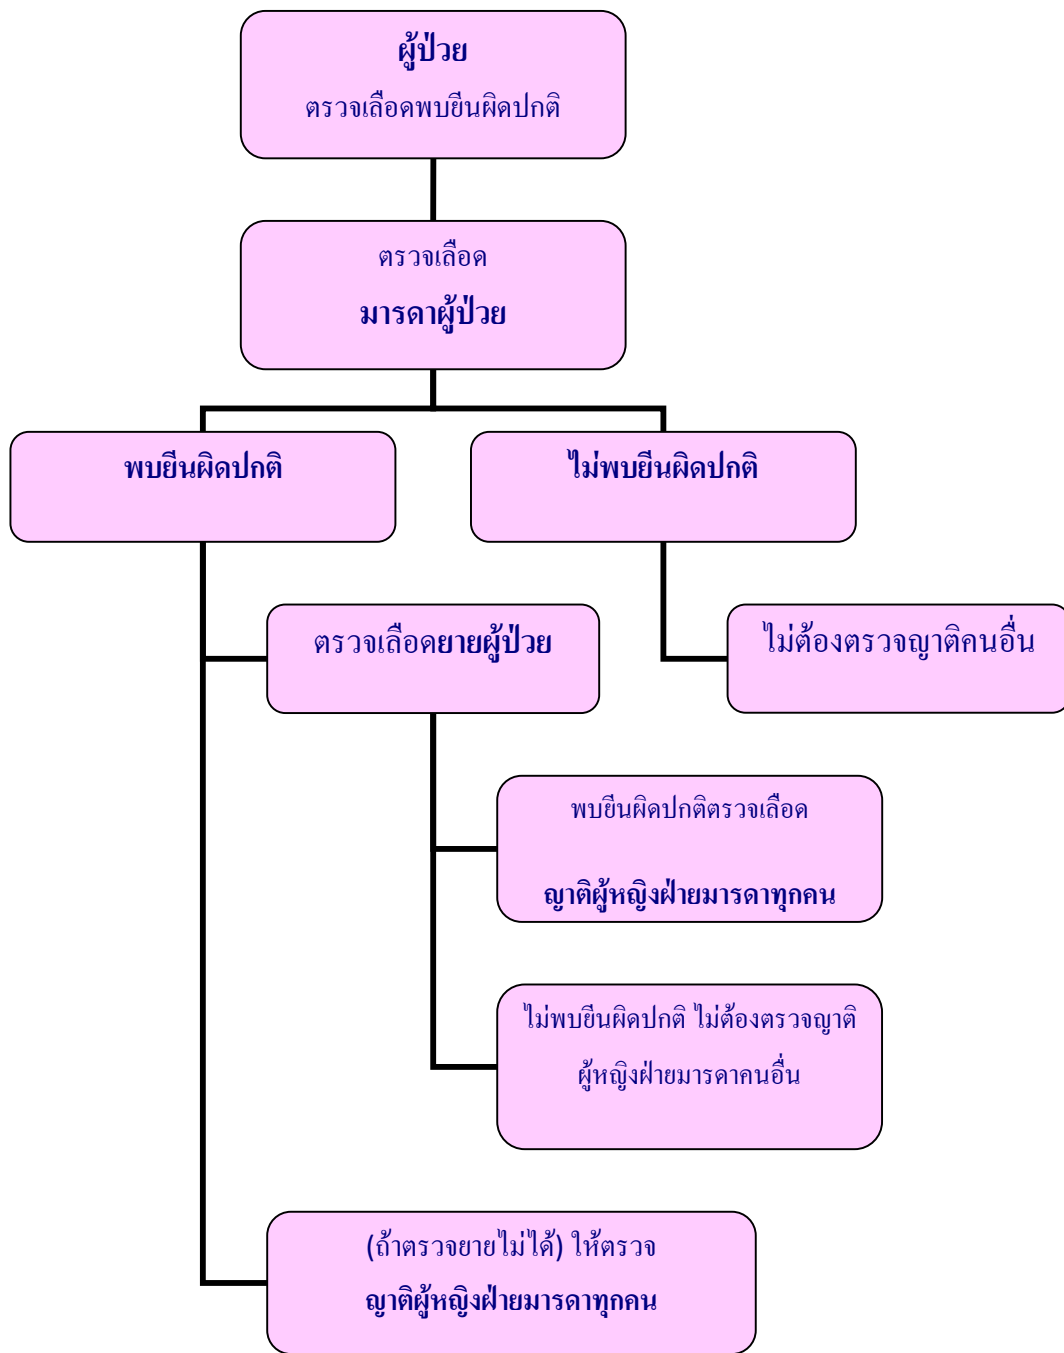 ผู้ป่วย
ตรวจเลือดพบยีนผิดปกติ
ตรวจเลือด
มารดาผู้ป่วย
พบยีนผิดปกติ
ไม่พบยีนผิดปกติ
ตรวจเลือดยายผู้ป่วย
ไม่ต้องตรวจญาติคนอื่น
พบยีนผิดปกติตรวจเลือด
ญาติผู้หญิงฝ่ายมารดาทุกคน
ไม่พบยีนผิดปกติ ไม่ต้องตรวจญาติ
ผู้หญิงฝ่ายมารดาคนอื่น
(ถ้าตรวจยายไม่ได้) ให้ตรวจ
ญาติผู้หญิงฝ่ายมารดาทุกคน